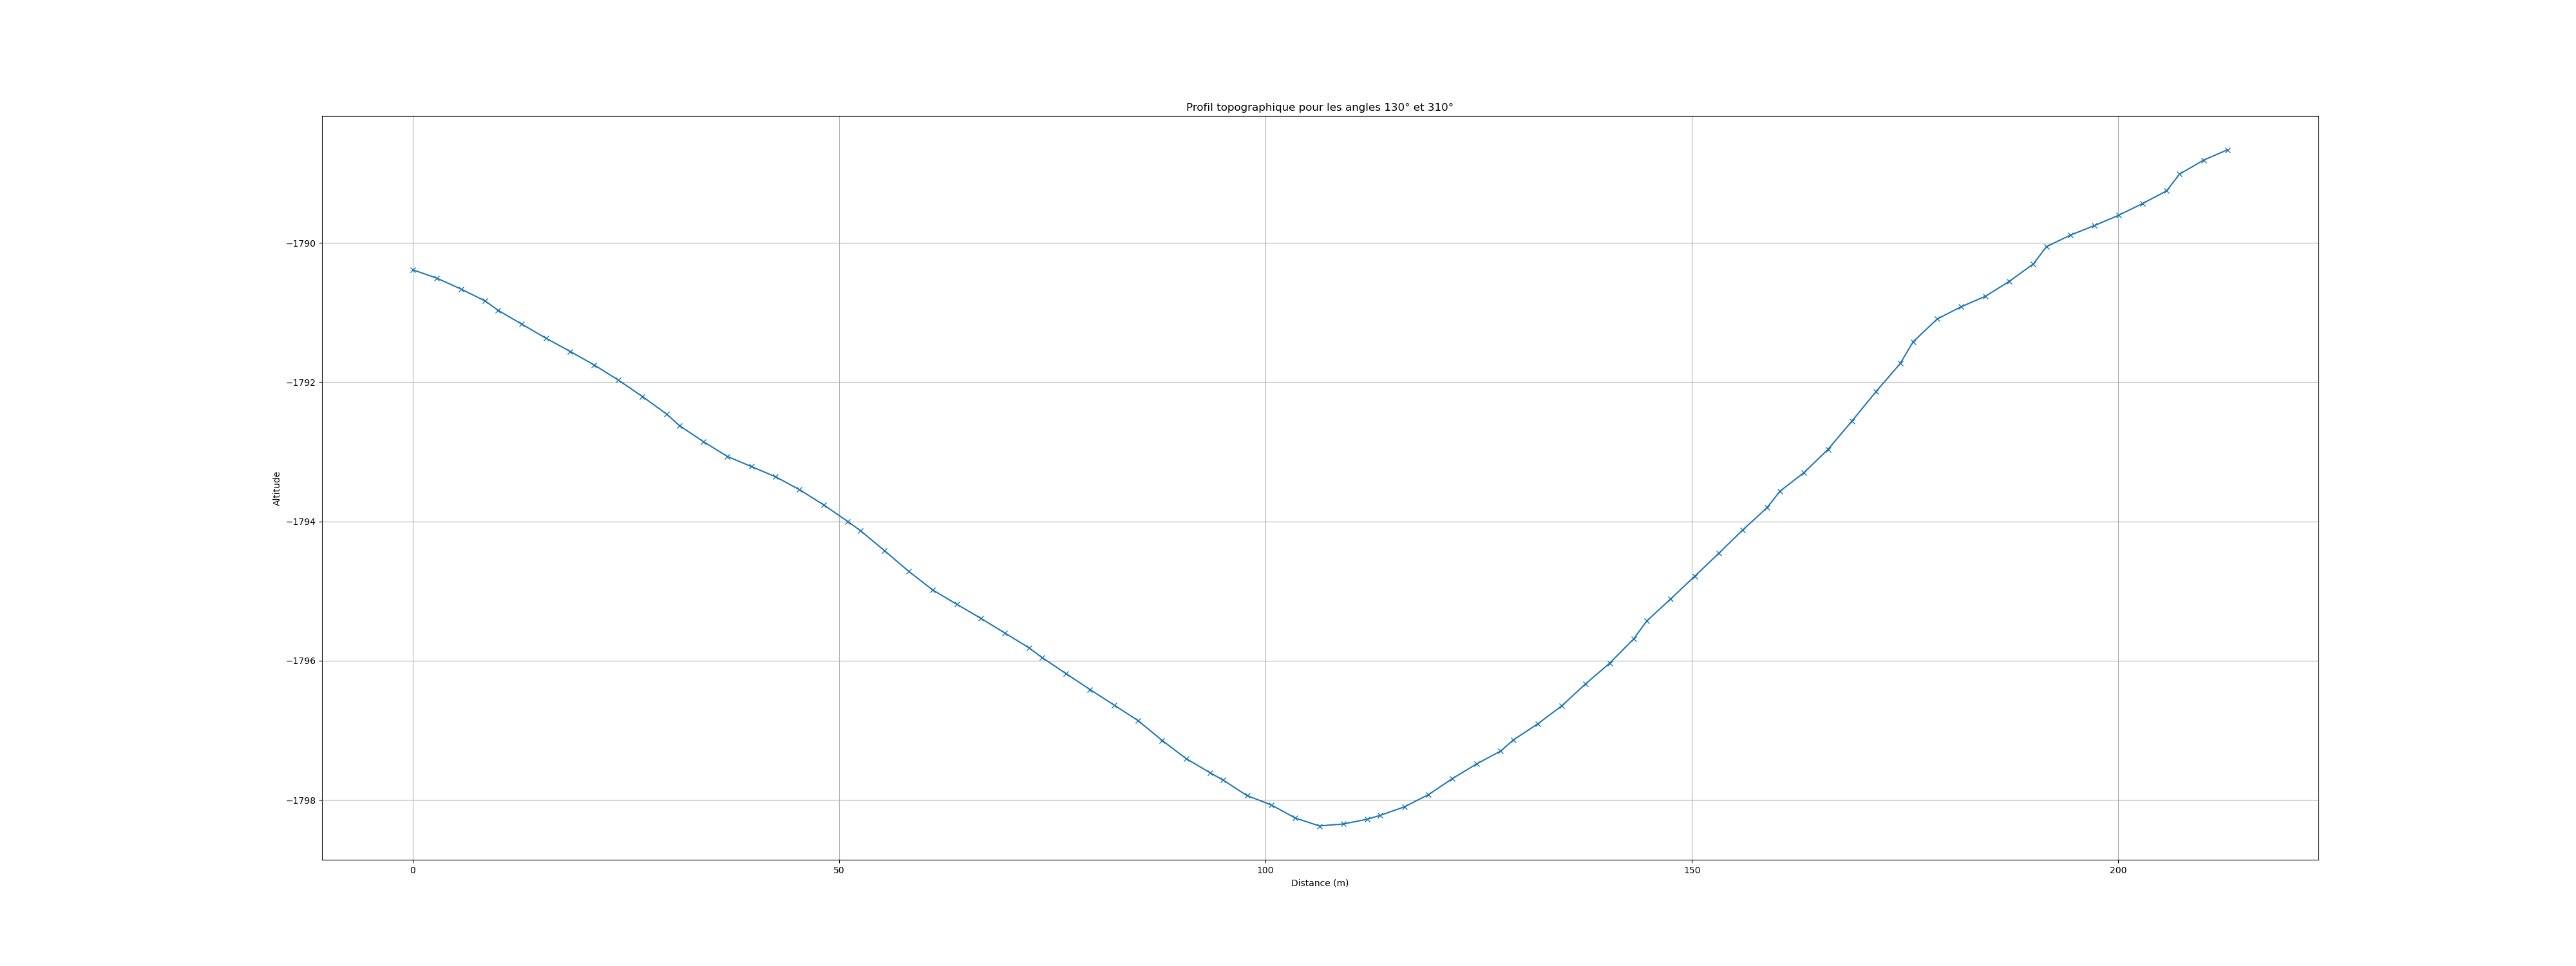 Profil topographique pour les angles 130° et 310°
−1790
−1792
−1794
−1796
−1798
Altitude
0 50 100 150 200
Distance (m)